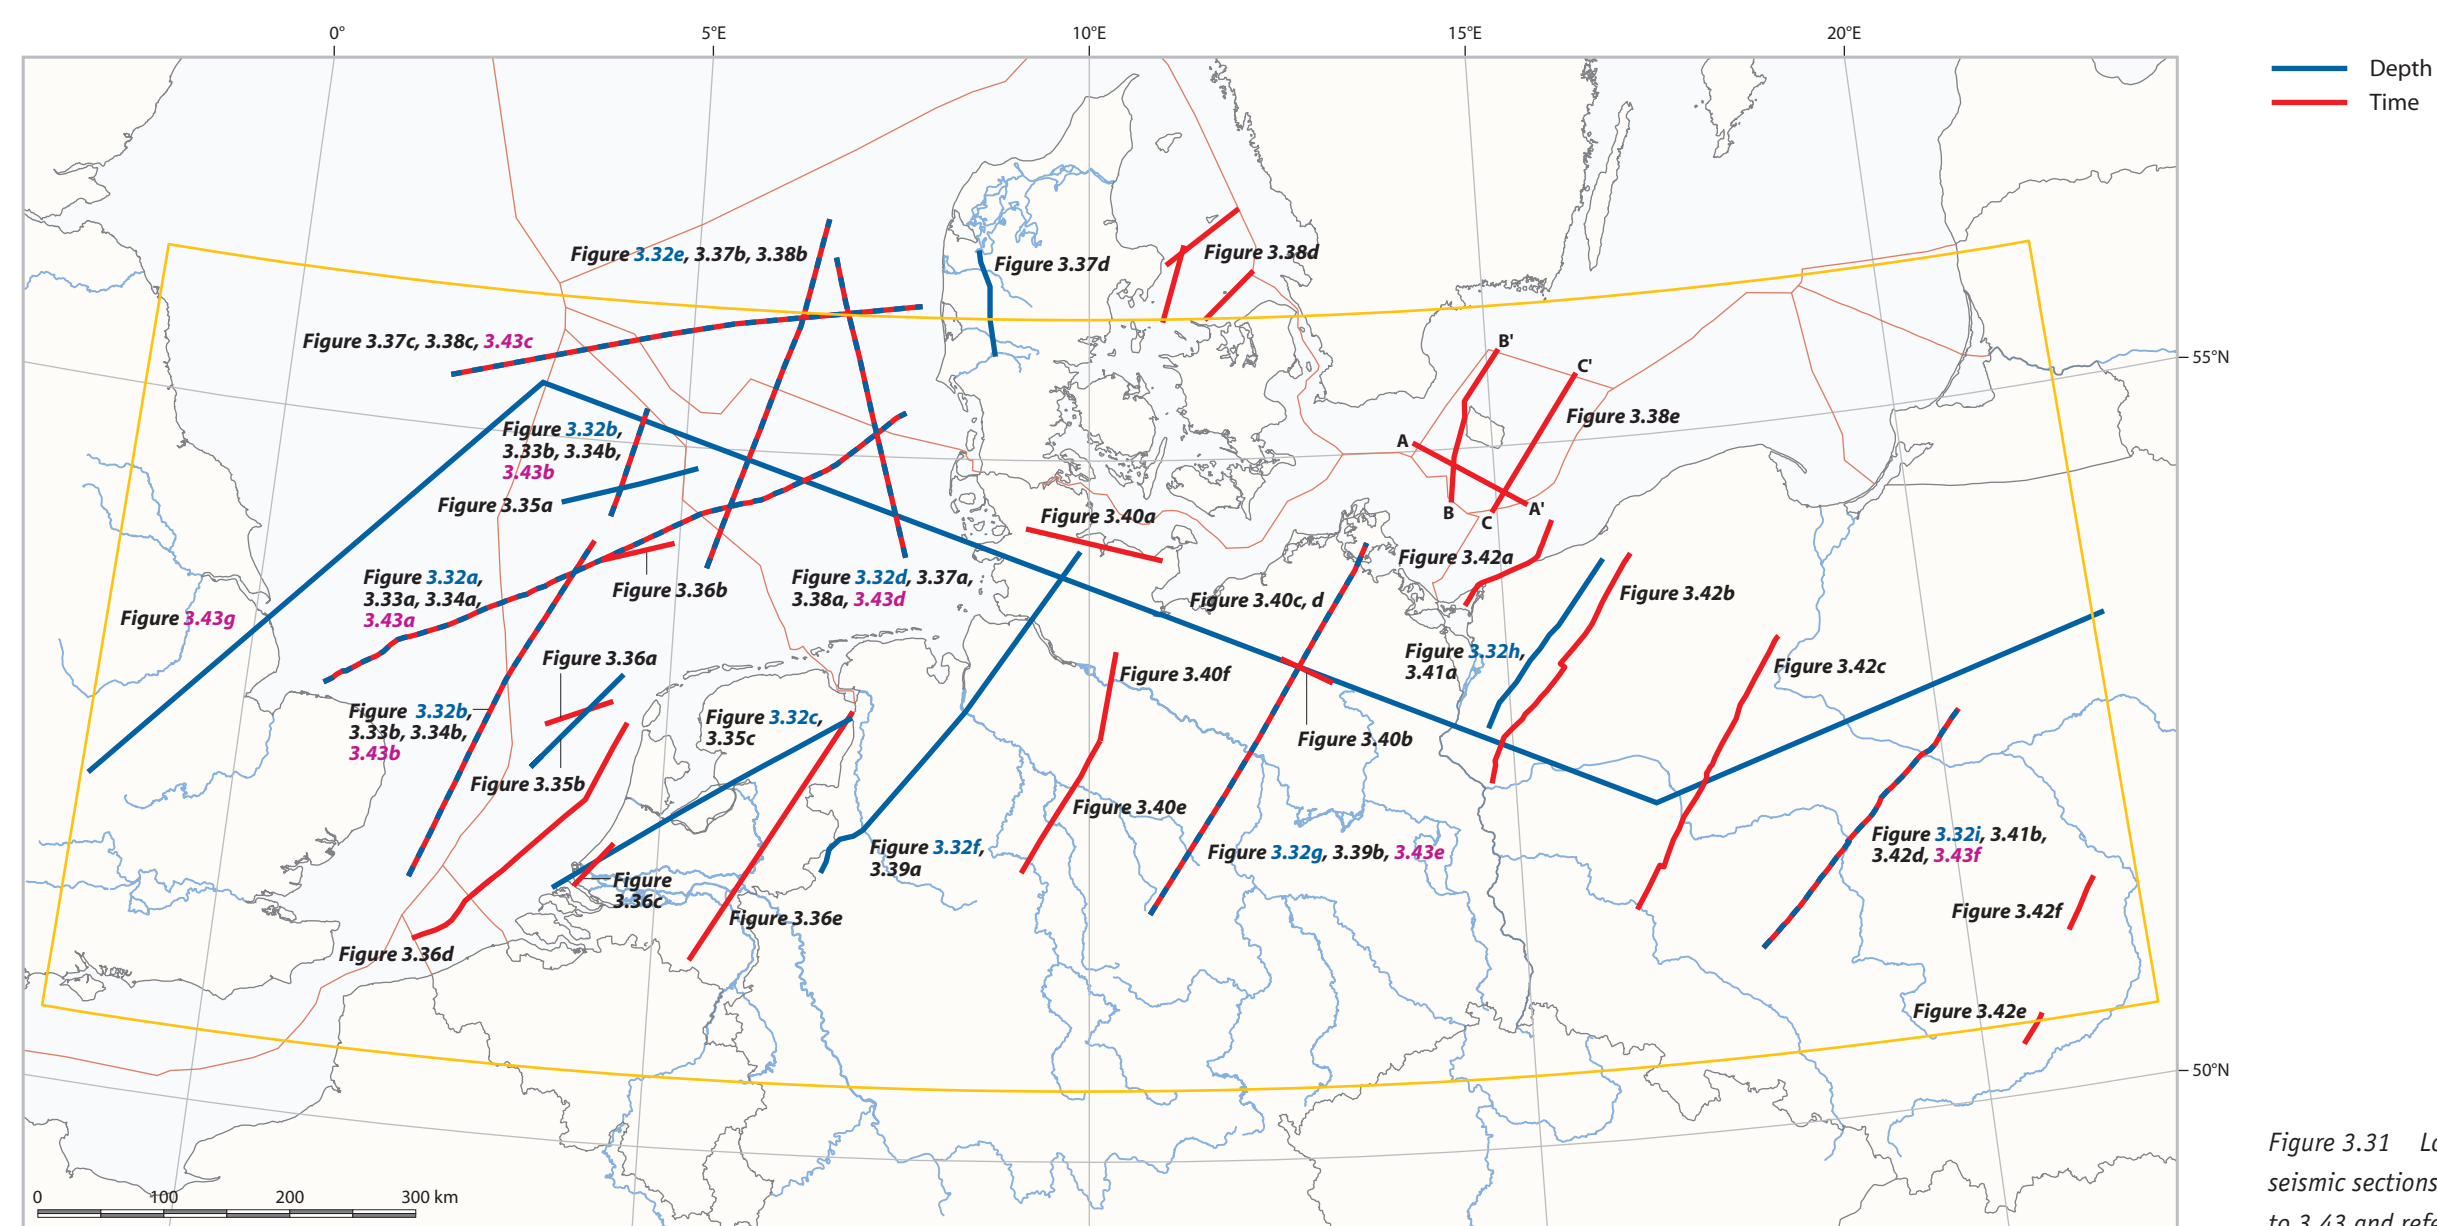 0° 5°E 10°E 15°E 20°E
Depth
Time
Figure 3.32e, 3.37b, 3.38b
Figure 3.37d
Figure 3.38d
Figure 3.37c, 3.38c, 3.43c
55°N
B'
C'
Figure 3.38e
A
Figure 3.32b,
3.33b, 3.34b,
3.43b
Figure 3.35a
B
C
A'
Figure 3.40a
Figure 3.42a
Figure 3.32a,
3.33a, 3.34a,
3.43a
Figure 3.36b
Figure 3.32d, 3.37a,
3.38a, 3.43d
Figure 3.40c, d
Figure 3.42b
Figure 3.43g
Figure 3.36a
Figure 3.32h,
3.41a
Figure 3.40f
Figure 3.42c
Figure 3.32b,
3.33b, 3.34b,
3.43b
Figure 3.32c,
3.35c
Figure 3.40b
Figure 3.35b
Figure 3.40e
Figure 3.32f,
3.39a
Figure 3.32g, 3.39b, 3.43e
Figure 3.32i, 3.41b,
3.42d, 3.43f
Figure
3.36c
Figure 3.36e
Figure 3.42f
Figure 3.36d
Figure 3.42e
50°N
0 100 200 300 km
Figure 3.31 Lo
seismic sections
to 3.43 and refe